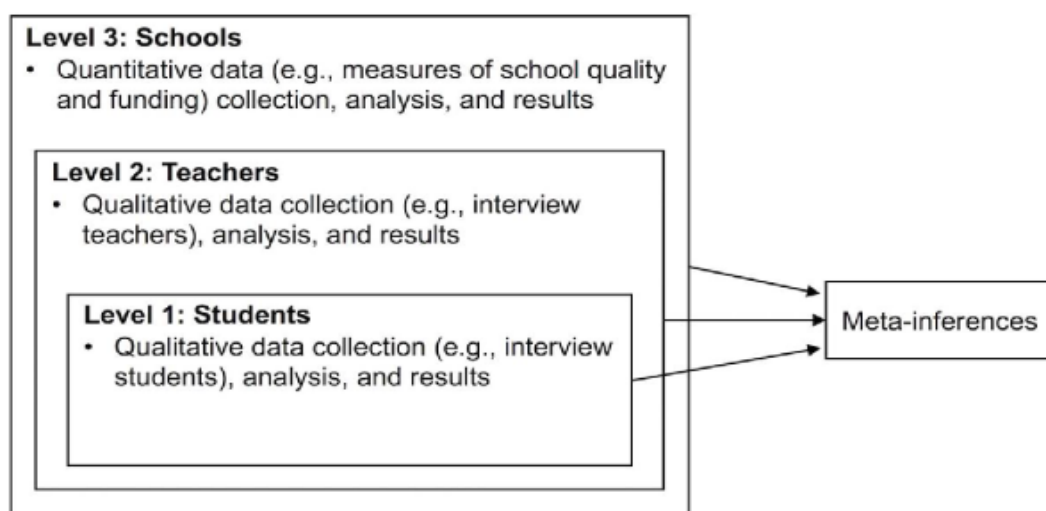 Level 3: Schools
• Quantitative data (e.g., measures of school quality
and funding) collection, analysis, and results
Level 2: Teachers
• Qualitative data collection (e.g., interview
teachers), analysis, and results
Level 1: Students
• Qualitative data collection (e.g., interview
students), analysis, and results
Meta-inferences